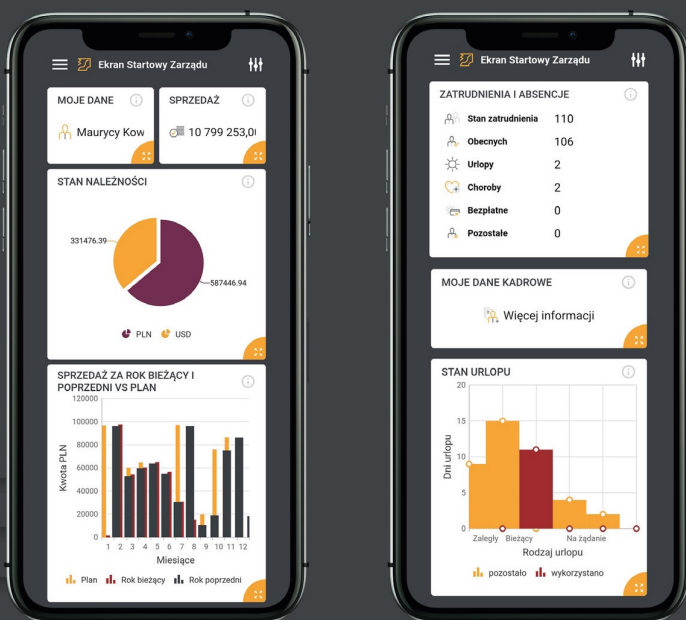 Ekran Startowy Zarządu
MOJE DANE
Maurycy Kow
SPRZEDAŻ
10 799 253,0
STAN NALEŻNOŚCI
331476.39
587446.94
PLN USD
SPRZEDAŻ ZA ROK BIEŻĄCY I
POPRZEDNI VS PLAN
120000
100000
80000
60000
40000
20000
0
Kwota PLN
1 2 3 4 5 6 7 8 9 10 11 12
Miesiące
Plan Rok bieżący Rok poprzedni
Ekran Startowy Zarządu
ZATRUDNIENIA I ABSENCJE
Stan zatrudnienia 110
Obecnych 106
Urlopy 2
Choroby 2
Bezpłatne 0
Pozostałe 0
MOJE DANE KADROWE
Więcej informacji
STAN URLOPU
20
15
10
5
0
Dni urlopu
Zaległy Bieżący Na żądanie
Rodzaj urlopu
pozostało wykorzystano